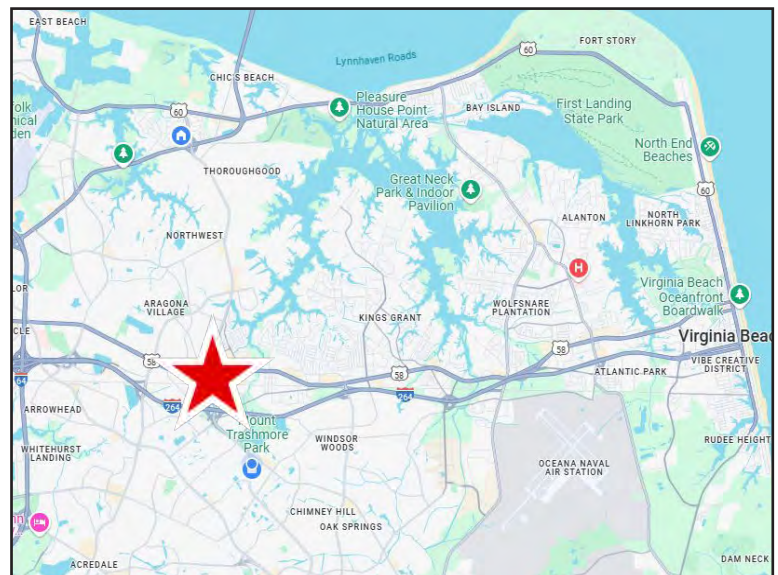 EAST BEACH
60
FORT STORY
Lynnhaven Roads
CHIC'S BEACH
Pleasure
House Point
Natural Area
BAY ISLAND
First Landing
State Park
60
North End
Beaches
THOROUGHGOOD
Great Neck
Park & Indoor
Pavilion
60
ALANTON
NORTH
LINKHORN PARK
NORTHWEST
H
Virginia Beach
Oceanfront
Boardwalk
ARAGONA
VILLAGE
KINGS GRANT
WOLFSNARE
PLANTATION
58
58
Virginia
VIBE CREATIVE
DISTRICT
58
ATLANTIC PARK
64
264
264
ARROWHEAD
Trashmore
Park
WINDSOR
WOODS
RUDEE HEIGHT
WHITEHURST
LANDING
OCEANA NAVAL
AIR STATION
CHIMNEY HILL
OAK SPRINGS
ACREDALE
DAM NECK